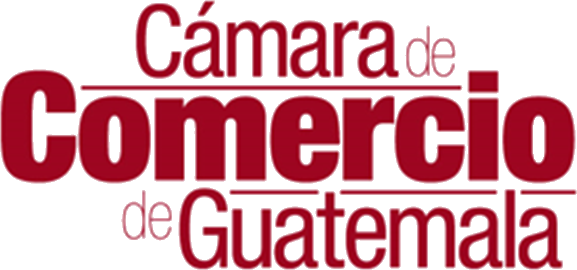 Cámara de
Comercio
de Guatemala